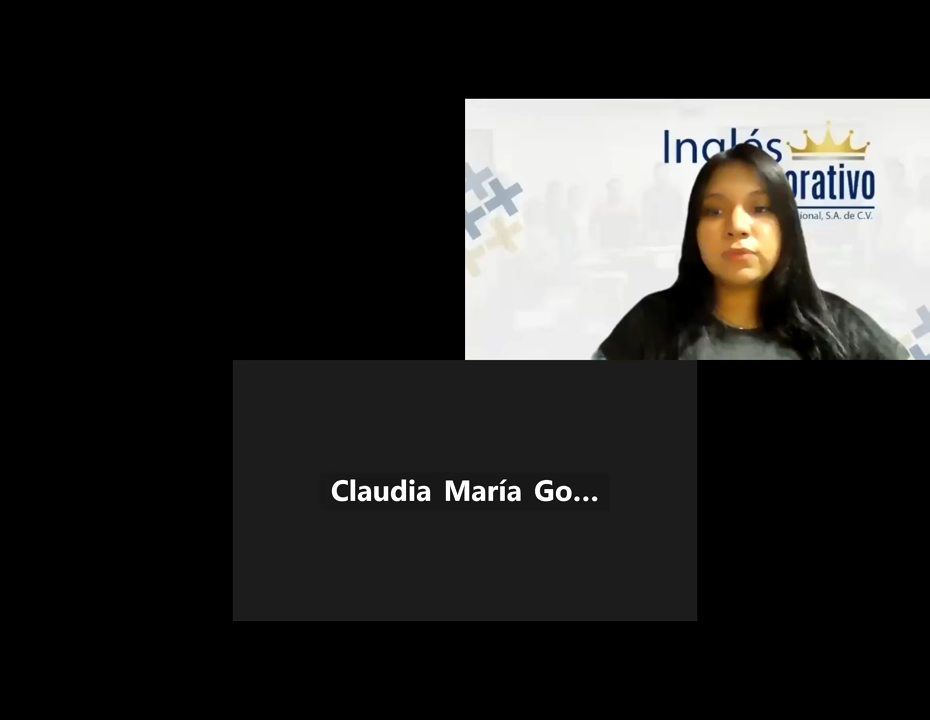 Inglés
orativo
ional, S.A. de C.V.
Claudia María Go...